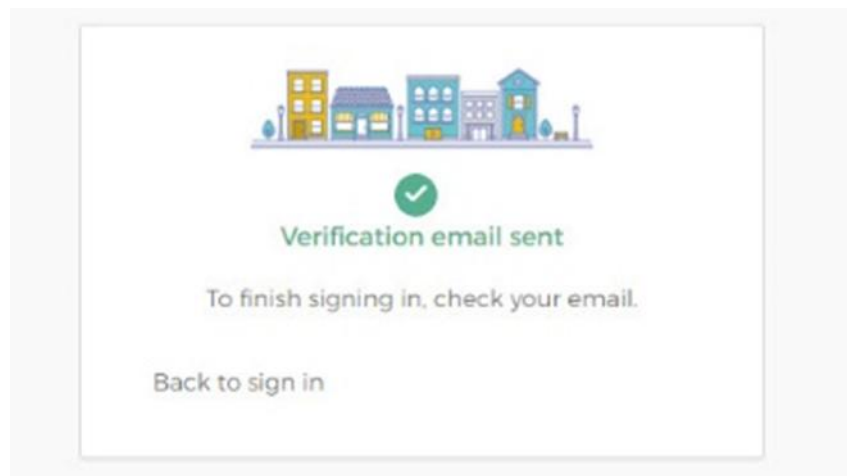 Verification email sent
To finish signing in, check your email.
Back to sign in